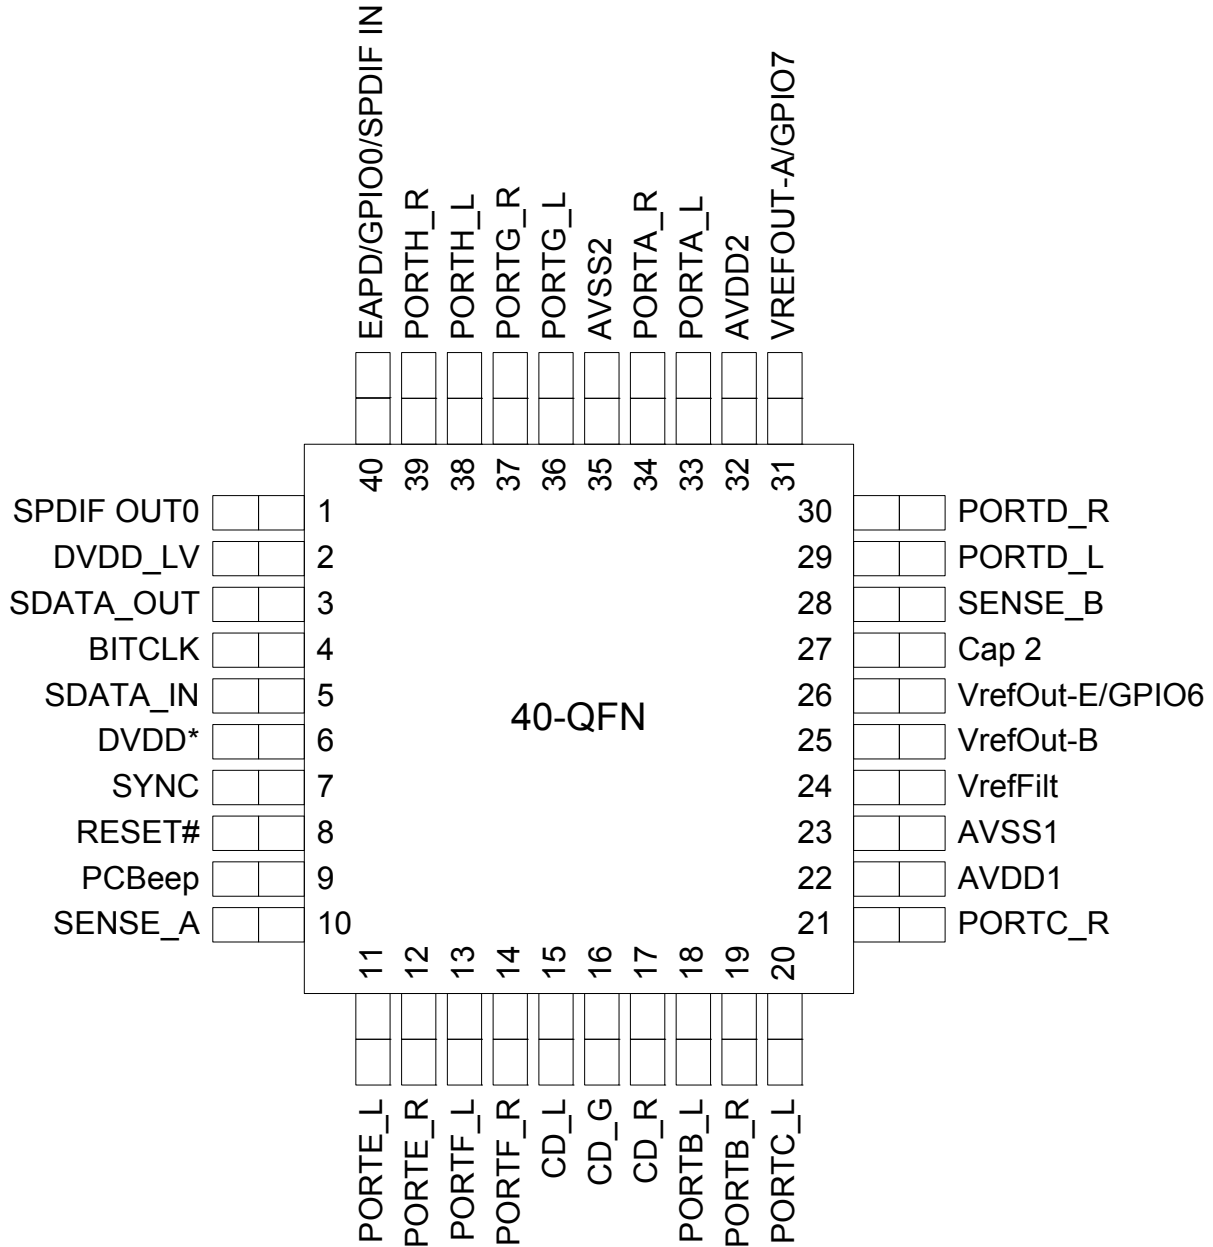 EAPD/GPIO0/SPDIF IN
PORTH_R
PORTH_L
PORTG_R
PORTG_L
AVSS2
PORTA_R
PORTA_L
AVDD2
VREFOUT-A/GPIO7
40
39
38
37
36
35
34
33
32
31
SPDIF OUT0 1
DVDD_LV 2
SDATA_OUT 3
BITCLK 4
SDATA_IN 5
DVDD* 6
SYNC 7
RESET# 8
PCBeep 9
SENSE_A 10
40-QFN
30 PORTD_R
29 PORTD_L
28 SENSE_B
27 Cap 2
26 VrefOut-E/GPIO6
25 VrefOut-B
24 VrefFilt
23 AVSS1
22 AVDD1
21 PORTC_R
11
12
13
14
15
16
17
18
19
20
PORTE_L
PORTE_R
PORTF_L
PORTF_R
CD_L
CD_G
CD_R
PORTB_L
PORTB_R
PORTC_L